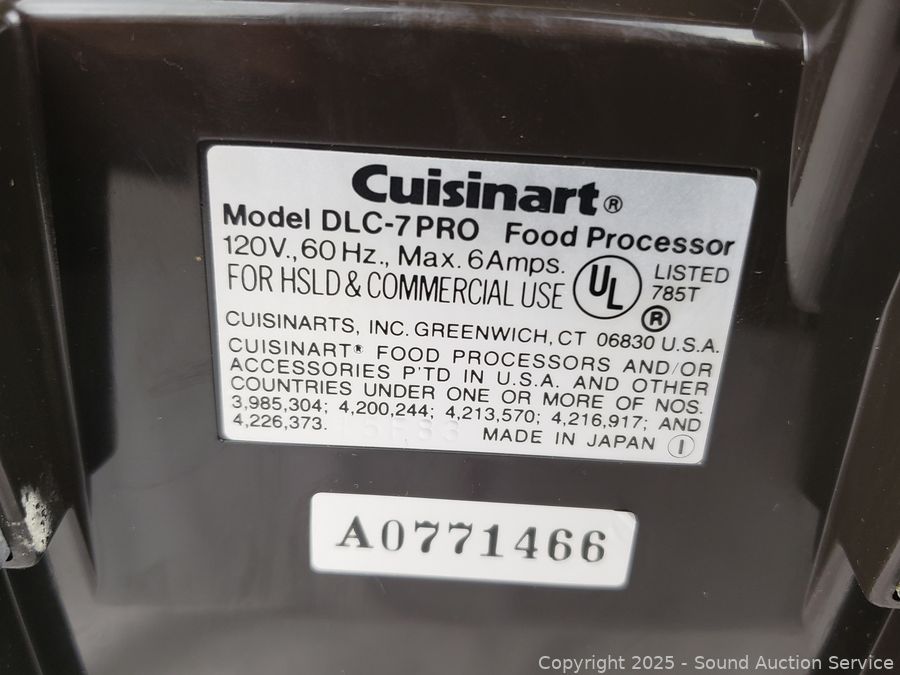 Cuisinart®
Model DLC-7PRO Food Processor
120V., 60 Hz., Max. 6 Amps.
FOR HSLD & COMMERCIAL USE
UL
®
LISTED
785T
CUISINARTS, INC. GREENWICH, CT 06830 U.S.A.
CUISINART® FOOD PROCESSORS AND/OR
ACCESSORIES P'TD IN U.S.A. AND OTHER
COUNTRIES UNDER ONE OR MORE OF NOS.
3,985,304; 4,200,244; 4,213,570; 4,216,917; AND
4,226,373.
MADE IN JAPAN I
A0771466
Copyright © 2025 - Sound Auction Service